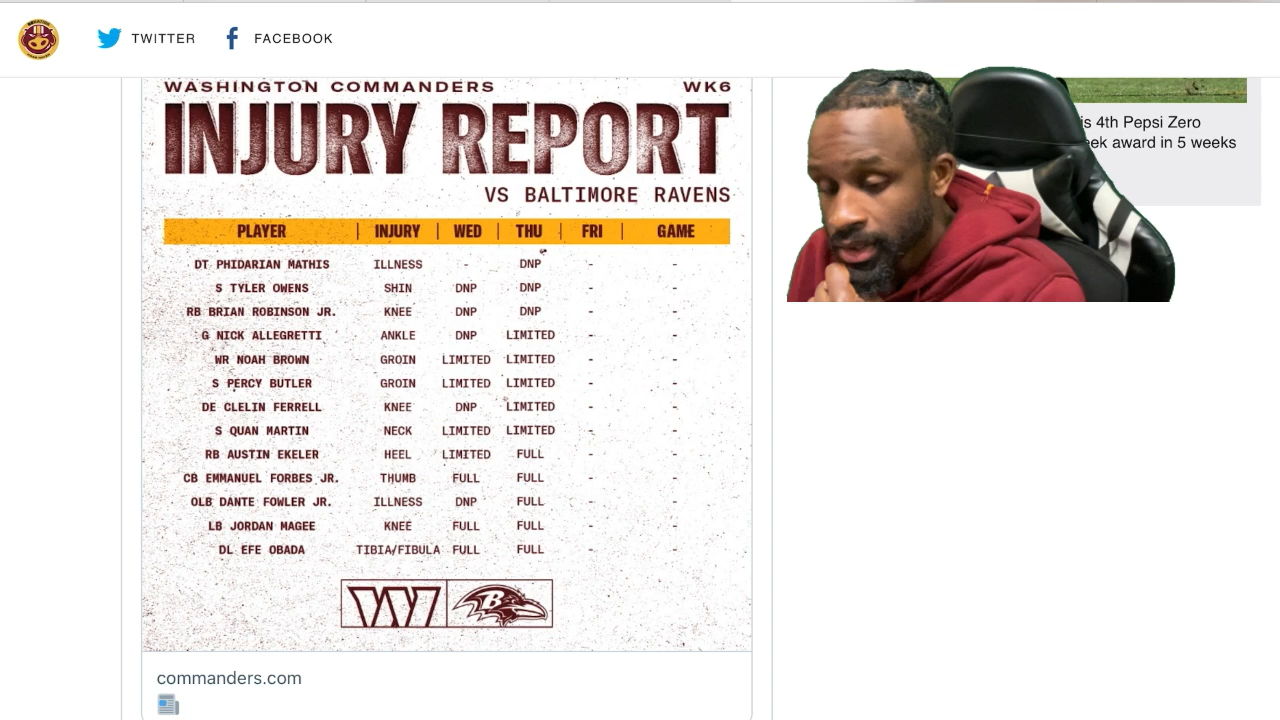 TWITTER FACEBOOK
WASHINGTON COMMANDERS WK6
INJURY REPORT
VS BALTIMORE RAVENS
PLAYER | INJURY | WED | THU | FRI | GAME
DT PHIDARIAN MATHIS ILLNESS - DNP - -
S TYLER OWENS SHIN DNP DNP - -
RB BRIAN ROBINSON JR. KNEE DNP DNP - -
G NICK ALLEGRETTI ANKLE DNP LIMITED - -
WR NOAH BROWN GROIN LIMITED LIMITED - -
S PERCY BUTLER GROIN LIMITED LIMITED - -
DE CLELIN FERRELL KNEE DNP LIMITED - -
S QUAN MARTIN NECK LIMITED LIMITED - -
RB AUSTIN EKELER HEEL LIMITED FULL - -
CB EMMANUEL FORBES JR. THUMB FULL FULL - -
OLB DANTE FOWLER JR. ILLNESS DNP FULL - -
LB JORDAN MAGEE KNEE FULL FULL - -
DL EFE OBADA TIBIA/FIBULA FULL FULL - -
W B
commanders.com
is 4th Pepsi Zero
award in 5 weeks